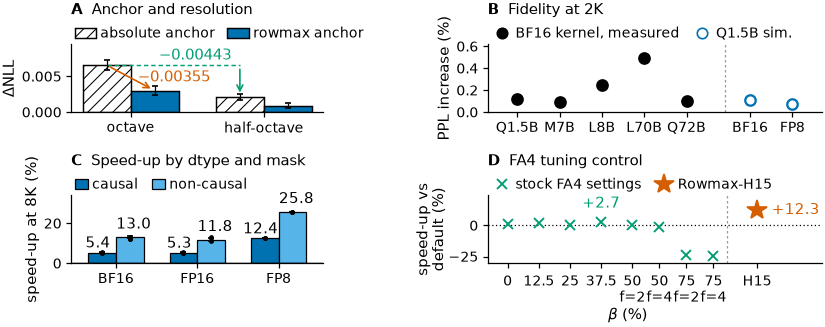 A Anchor and resolution
absolute anchor rowmax anchor
−0.00443
−0.00355
ΔNLL
0.005
0.000
octave half-octave
B Fidelity at 2K
BF16 kernel, measured Q1.5B sim.
PPL increase (%)
0.6
0.4
0.2
0.0
Q1.5B M7B L8B L70B Q72B BF16 FP8
C Speed-up by dtype and mask
causal non-causal
speed-up at 8K (%)
20
0
5.4 13.0 5.3 11.8 12.4 25.8
BF16 FP16 FP8
D FA4 tuning control
stock FA4 settings Rowmax-H15
+2.7
+12.3
speed-up vs
default (%)
0
−25
0 12.5 25 37.5 50 50 75 75 H15
f=2 f=4 f=2 f=4
β (%)